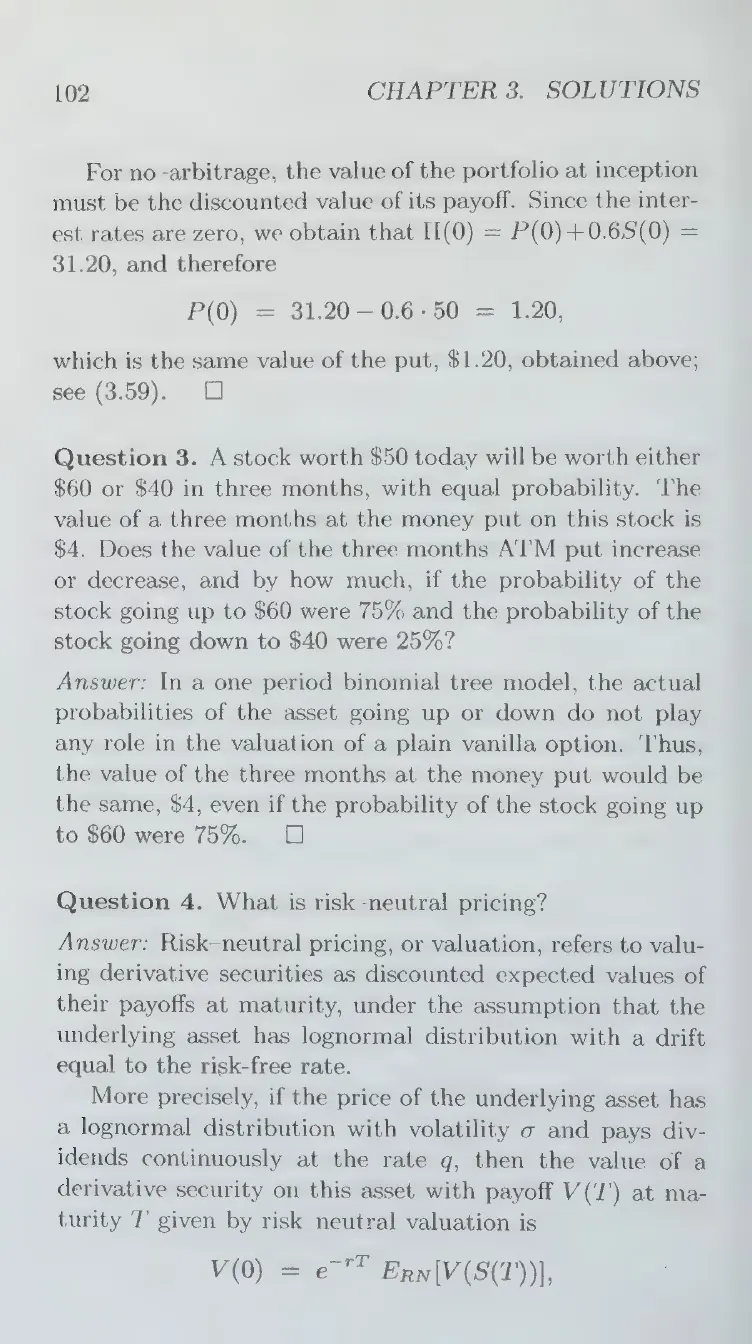 102 CHAPTER 3. SOLUTIONS
For no-arbitrage, the value of the portfolio at inception
must be the discounted value of its payoff. Since the inter-
est rates are zero, we obtain that Π(0) = P(0)+0.6S(0) =
31.20, and therefore
P(0) = 31.20 − 0.6 · 50 = 1.20,
which is the same value of the put, $1.20, obtained above;
see (3.59). □
Question 3. A stock worth $50 today will be worth either
$60 or $40 in three months, with equal probability. The
value of a three months at the money put on this stock is
$4. Does the value of the three months ATM put increase
or decrease, and by how much, if the probability of the
stock going up to $60 were 75% and the probability of the
stock going down to $40 were 25%?
Answer: In a one period binomial tree model, the actual
probabilities of the asset going up or down do not play
any role in the valuation of a plain vanilla option. Thus,
the value of the three months at the money put would be
the same, $4, even if the probability of the stock going up
to $60 were 75%. □
Question 4. What is risk-neutral pricing?
Answer: Risk-neutral pricing, or valuation, refers to valu-
ing derivative securities as discounted expected values of
their payoffs at maturity, under the assumption that the
underlying asset has lognormal distribution with a drift
equal to the risk-free rate.
More precisely, if the price of the underlying asset has
a lognormal distribution with volatility σ and pays div-
idends continuously at the rate q, then the value of a
derivative security on this asset with payoff V(T) at ma-
turity T given by risk neutral valuation is
V(0) = e^{−rT} E_{RN}[V(S(T))],